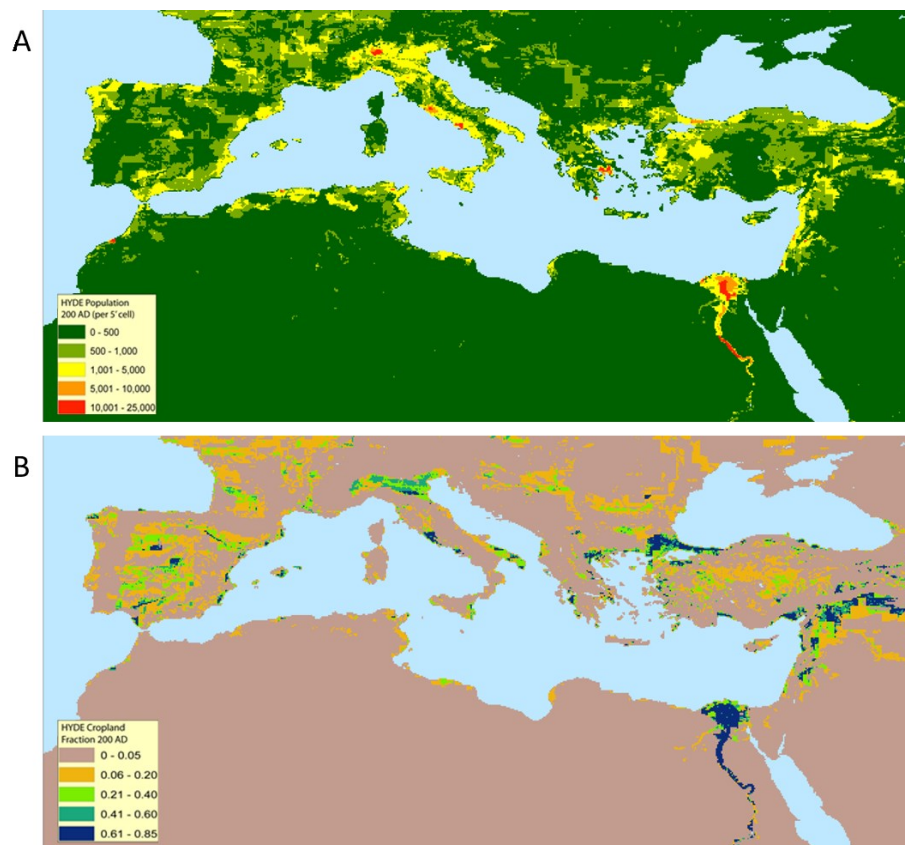 A
HYDE Population
200 AD (per 5' cell)
0 - 500
500 - 1,000
1,001 - 5,000
5,001 - 10,000
10,001 - 25,000
B
HYDE Cropland
Fraction 200 AD
0 - 0.05
0.06 - 0.20
0.21 - 0.40
0.41 - 0.60
0.61 - 0.85